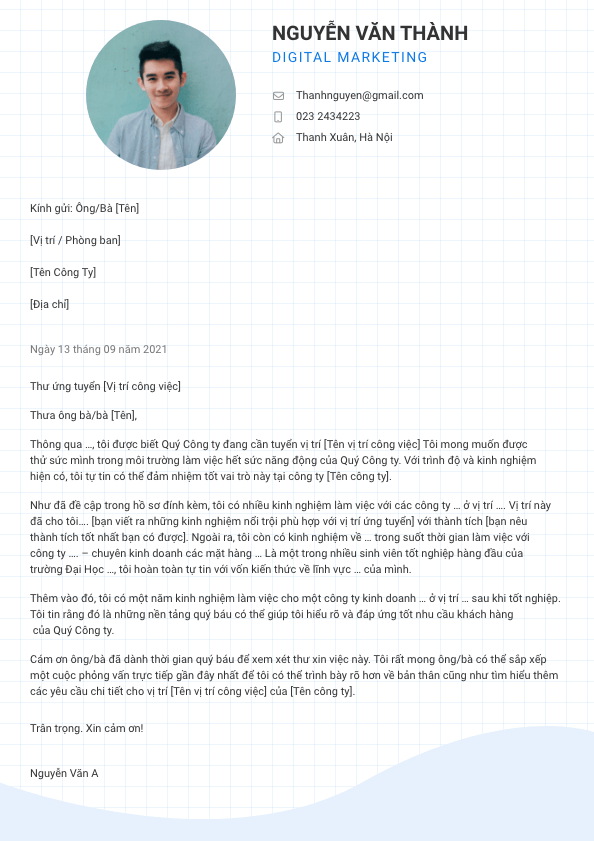 NGUYỄN VĂN THÀNH
DIGITAL MARKETING
Thanhnguyen@gmail.com
023 2434223
Thanh Xuân, Hà Nội
Kính gửi: Ông/Bà [Tên]
[Vị trí / Phòng ban]
[Tên Công Ty]
[Địa chỉ]
Ngày 13 tháng 09 năm 2021
Thư ứng tuyển [Vị trí công việc]
Thưa ông bà/bà [Tên],
Thông qua …, tôi được biết Quý Công ty đang cần tuyển vị trí [Tên vị trí công việc] Tôi mong muốn được
thử sức mình trong môi trường làm việc hết sức năng động của Quý Công ty. Với trình độ và kinh nghiệm
hiện có, tôi tự tin có thể đảm nhiệm tốt vai trò này tại công ty [Tên công ty].
Như đã đề cập trong hồ sơ đính kèm, tôi có nhiều kinh nghiệm làm việc với các công ty … ở vị trí …. Vị trí này
đã cho tôi…. [bạn viết ra những kinh nghiệm nổi trội phù hợp với vị trí ứng tuyển] với thành tích [bạn nêu
thành tích tốt nhất bạn có được]. Ngoài ra, tôi còn có kinh nghiệm về … trong suốt thời gian làm việc với
công ty …. – chuyên kinh doanh các mặt hàng … Là một trong nhiều sinh viên tốt nghiệp hàng đầu của
trường Đại Học …, tôi hoàn toàn tự tin với vốn kiến thức về lĩnh vực … của mình.
Thêm vào đó, tôi có một năm kinh nghiệm làm việc cho một công ty kinh doanh … ở vị trí … sau khi tốt nghiệp.
Tôi tin rằng đó là những nền tảng quý báu có thể giúp tôi hiểu rõ và đáp ứng tốt nhu cầu khách hàng
của Quý Công ty.
Cám ơn ông/bà đã dành thời gian quý báu để xem xét thư xin việc này. Tôi rất mong ông/bà có thể sắp xếp
một cuộc phỏng vấn trực tiếp gần đây nhất để tôi có thể trình bày rõ hơn về bản thân cũng như tìm hiểu thêm
các yêu cầu chi tiết cho vị trí [Tên vị trí công việc] của [Tên công ty].
Trân trọng. Xin cảm ơn!
Nguyễn Văn A